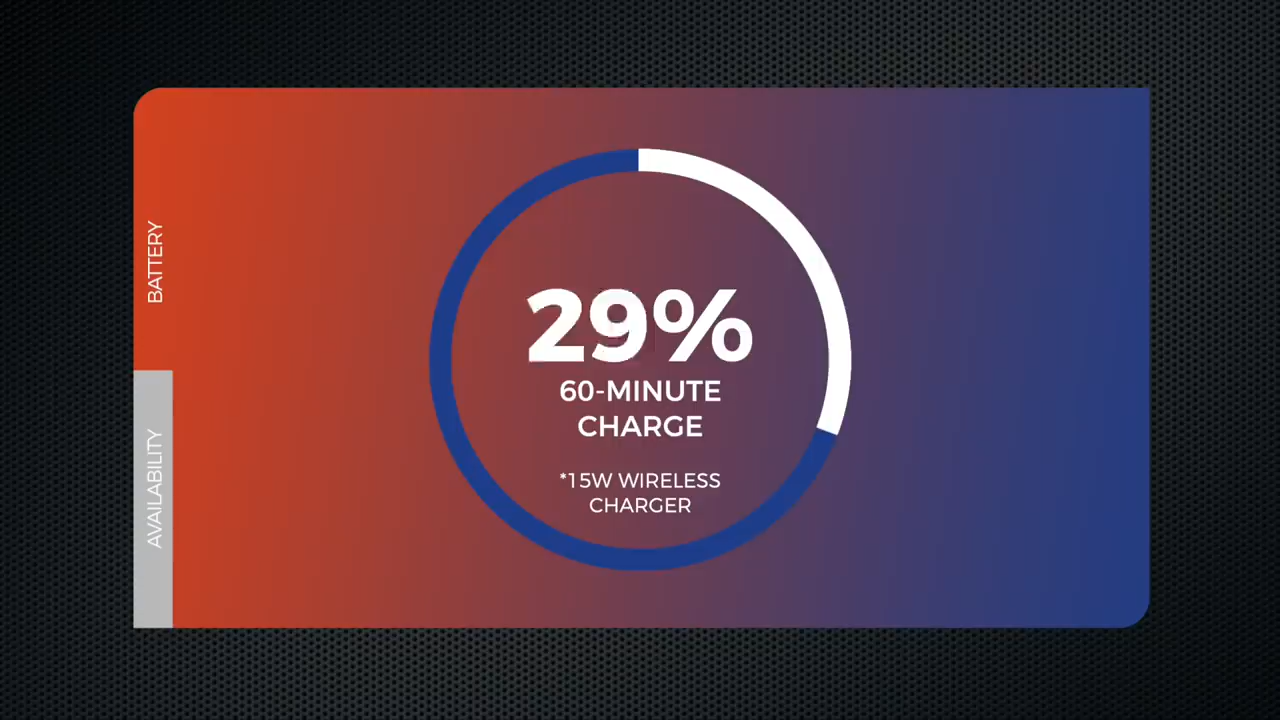 BATTERY
AVAILABILITY
29%
60-MINUTE
CHARGE
*15W WIRELESS
CHARGER